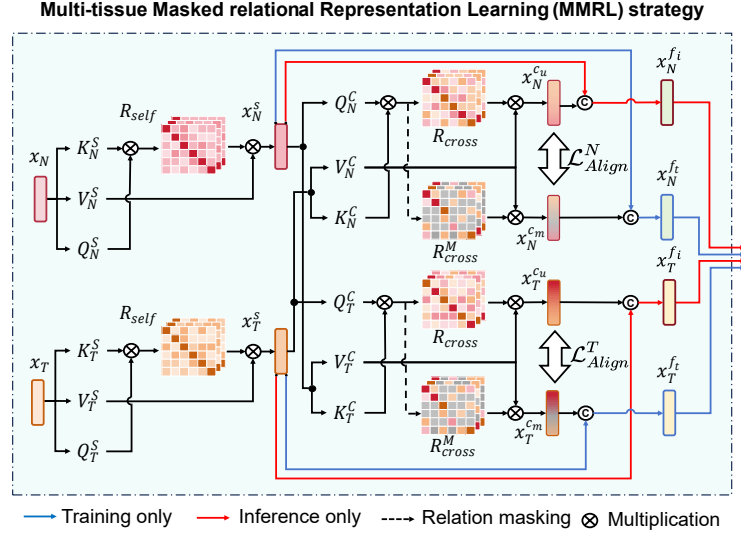 Multi-tissue Masked relational Representation Learning (MMRL) strategy
x_N
K_N^S
V_N^S
Q_N^S
R_self
x_N^s
Q_N^C
V_N^C
K_N^C
R_cross
R_cross^M
x_N^{c_u}
L_Align^N
x_N^{c_m}
C
C
x_N^{f_i}
x_N^{f_t}
x_T
K_T^S
V_T^S
Q_T^S
R_self
x_T^s
Q_T^C
V_T^C
K_T^C
R_cross
R_cross^M
x_T^{c_u}
L_Align^T
x_T^{c_m}
C
C
x_T^{f_i}
x_T^{f_t}
Training only
Inference only
Relation masking
Multiplication